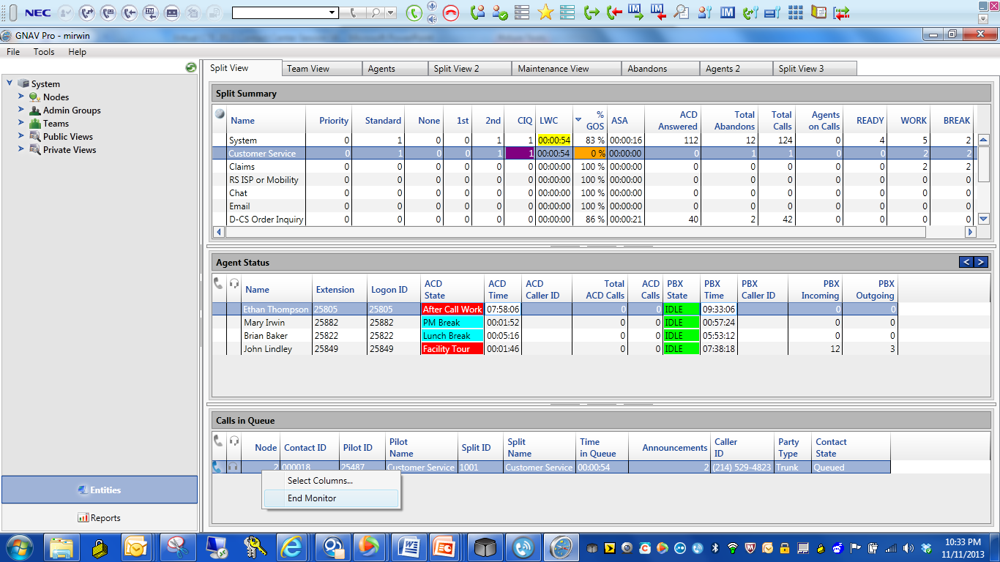 NEC IM IM IM IM
GNAV Pro - mirwin
File Tools Help
System
Nodes
Admin Groups
Teams
Public Views
Private Views
Entities
Reports
Split View Team View Agents Split View 2 Maintenance View Abandons Agents 2 Split View 3
Split Summary
Name Priority Standard None 1st 2nd CIQ LWC % GOS ASA ACD Answered Total Abandons Total Calls Agents on Calls READY WORK BREAK
System 0 1 0 0 1 1 00:00:54 83 % 00:00:16 112 12 124 0 4 5 2
Customer Service 0 1 0 0 1 1 00:00:54 0 % 00:00:00 0 1 1 0 0 2 2
Claims 0 0 0 0 0 0 00:00:00 100 % 00:00:00 0 0 0 0 0 2 2
RS ISP or Mobility 0 0 0 0 0 0 00:00:00 100 % 00:00:00 0 0 0 0 0 0 0
Chat 0 0 0 0 0 0 00:00:00 100 % 00:00:00 0 0 0 0 0 0 0
Email 0 0 0 0 0 0 00:00:00 100 % 00:00:00 0 0 0 0 0 0 0
D-CS Order Inquiry 0 0 0 0 0 0 00:00:00 86 % 00:00:21 40 2 42 0 0 0 0
Agent Status
< >
Name Extension Logon ID ACD State ACD Time ACD Caller ID Total ACD Calls ACD Calls PBX State PBX Time PBX Caller ID PBX Incoming PBX Outgoing
Ethan Thompson 25805 25805 After Call Work 07:58:06 0 0 IDLE 09:33:06 0 0
Mary Irwin 25882 25882 PM Break 00:01:52 0 0 IDLE 00:57:24 0 0
Brian Baker 25822 25822 Lunch Break 00:05:16 0 0 IDLE 05:53:12 0 0
John Lindley 25849 25849 Facility Tour 00:01:46 0 0 IDLE 07:38:18 12 3
Calls in Queue
Node Contact ID Pilot ID Pilot Name Split ID Split Name Time in Queue Announcements Caller ID Party Type Contact State
2 000018 25487 Customer Service 1001 Customer Service 00:00:54 2 (214) 529-4823 Trunk Queued
Select Columns...
End Monitor
10:33 PM
11/11/2013